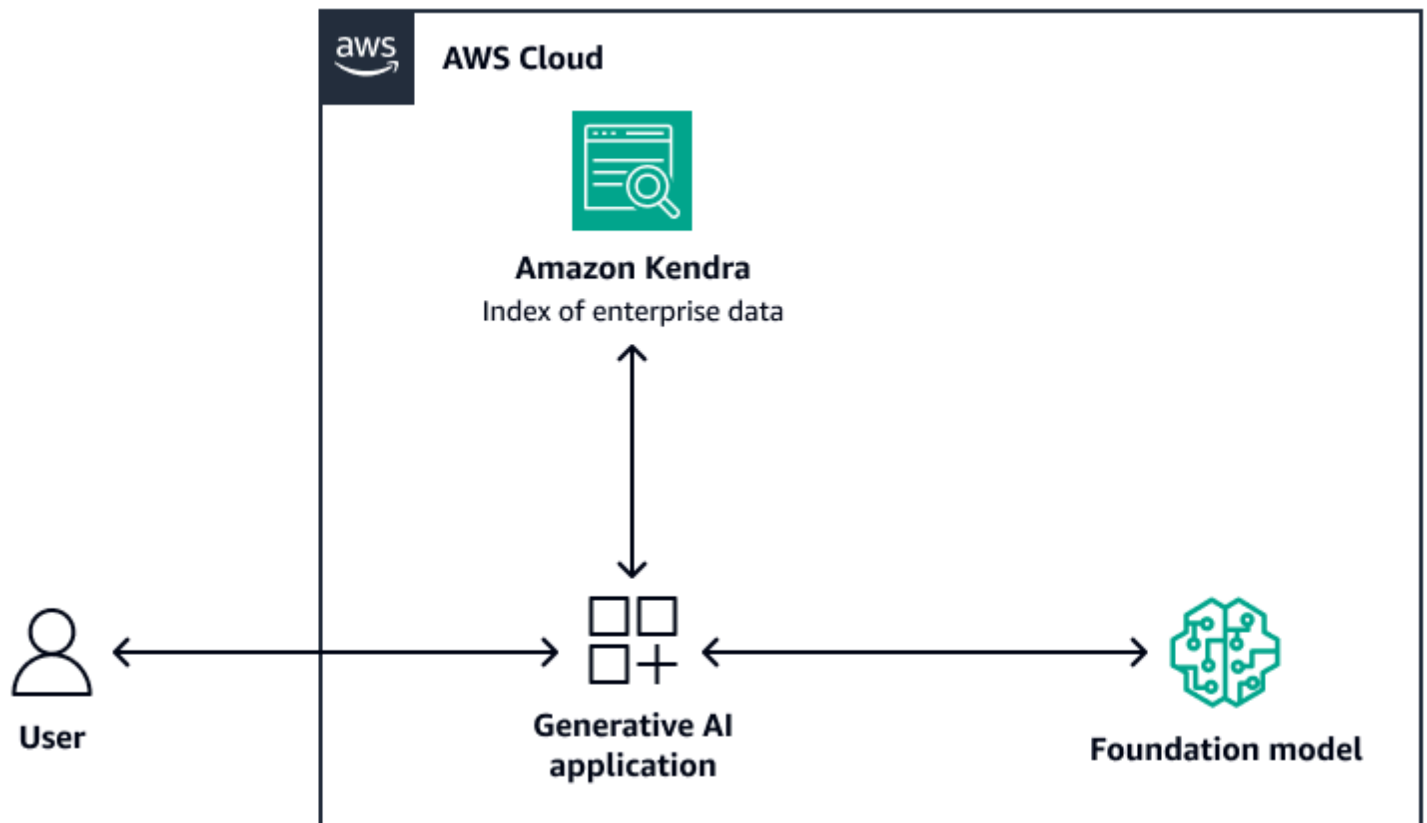 aws
AWS Cloud
Amazon Kendra
Index of enterprise data
User
Generative AI
application
Foundation model